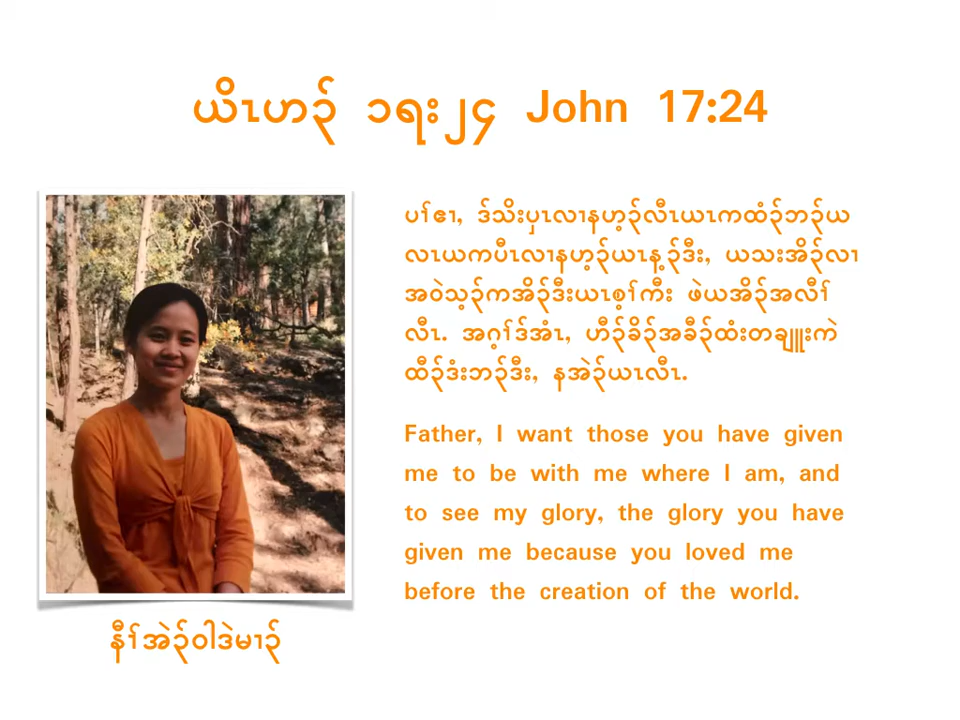 ယိၤဟၣ် ၁ရး၂၄ John 17:24
ပၢ်ဧၢ, ဒ်သိးပှၤလၢနဟ့ၣ်လီၤယၤကထံၣ်ဘၣ်ယ
လၤယကပီၤလၢနဟ့ၣ်ယၤန့ၣ်ဒီး, ယသးအိၣ်လၢ
အဝဲသ့ၣ်ကအိၣ်ဒီးယၤစ့ၢ်ကီး ဖဲယအိၣ်အလီၢ်
လီၤ. အဂ့ၢ်ဒ်အံၤ, ဟီၣ်ခိၣ်အခီၣ်ထံးတချူးကဲ
ထီၣ်ဒံးဘၣ်ဒီး, နအဲၣ်ယၤလီၤ.
Father, I want those you have given
me to be with me where I am, and
to see my glory, the glory you have
given me because you loved me
before the creation of the world.
နီၢ်အဲၣ်ဝါဒဲမၢၣ်